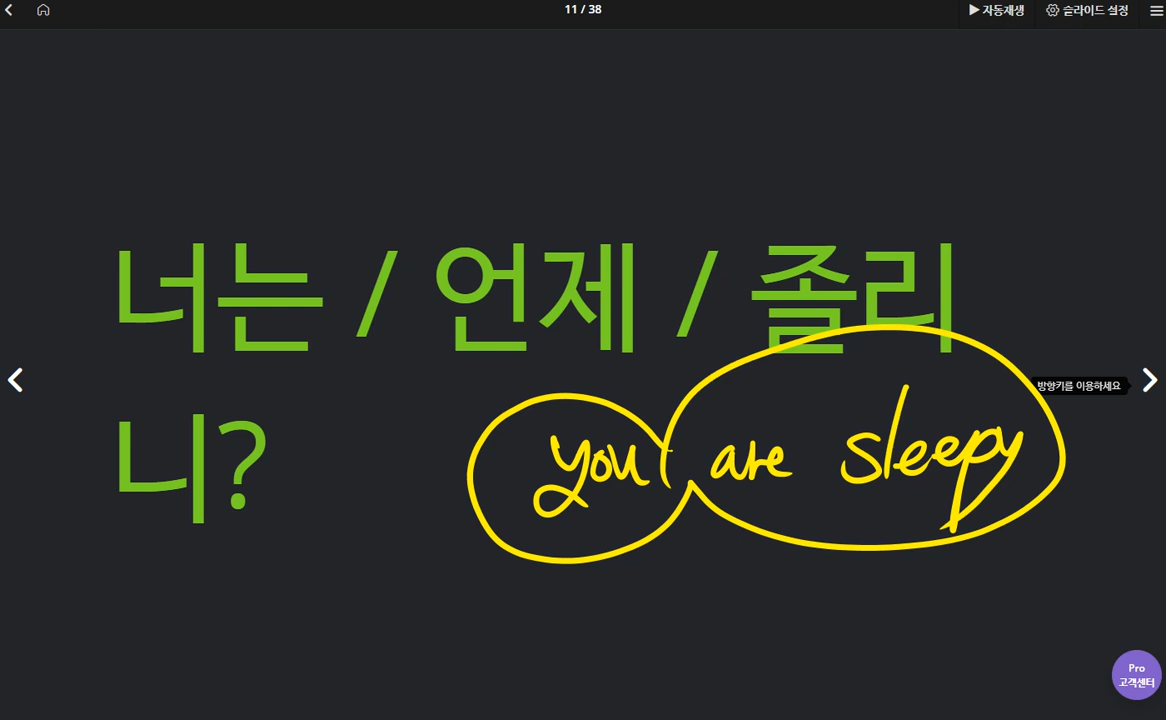 11 / 38
자동재생
슬라이드 설정
너는 / 언제 / 졸리
니?
방향키를 이용하세요
you are sleepy
Pro
고객센터